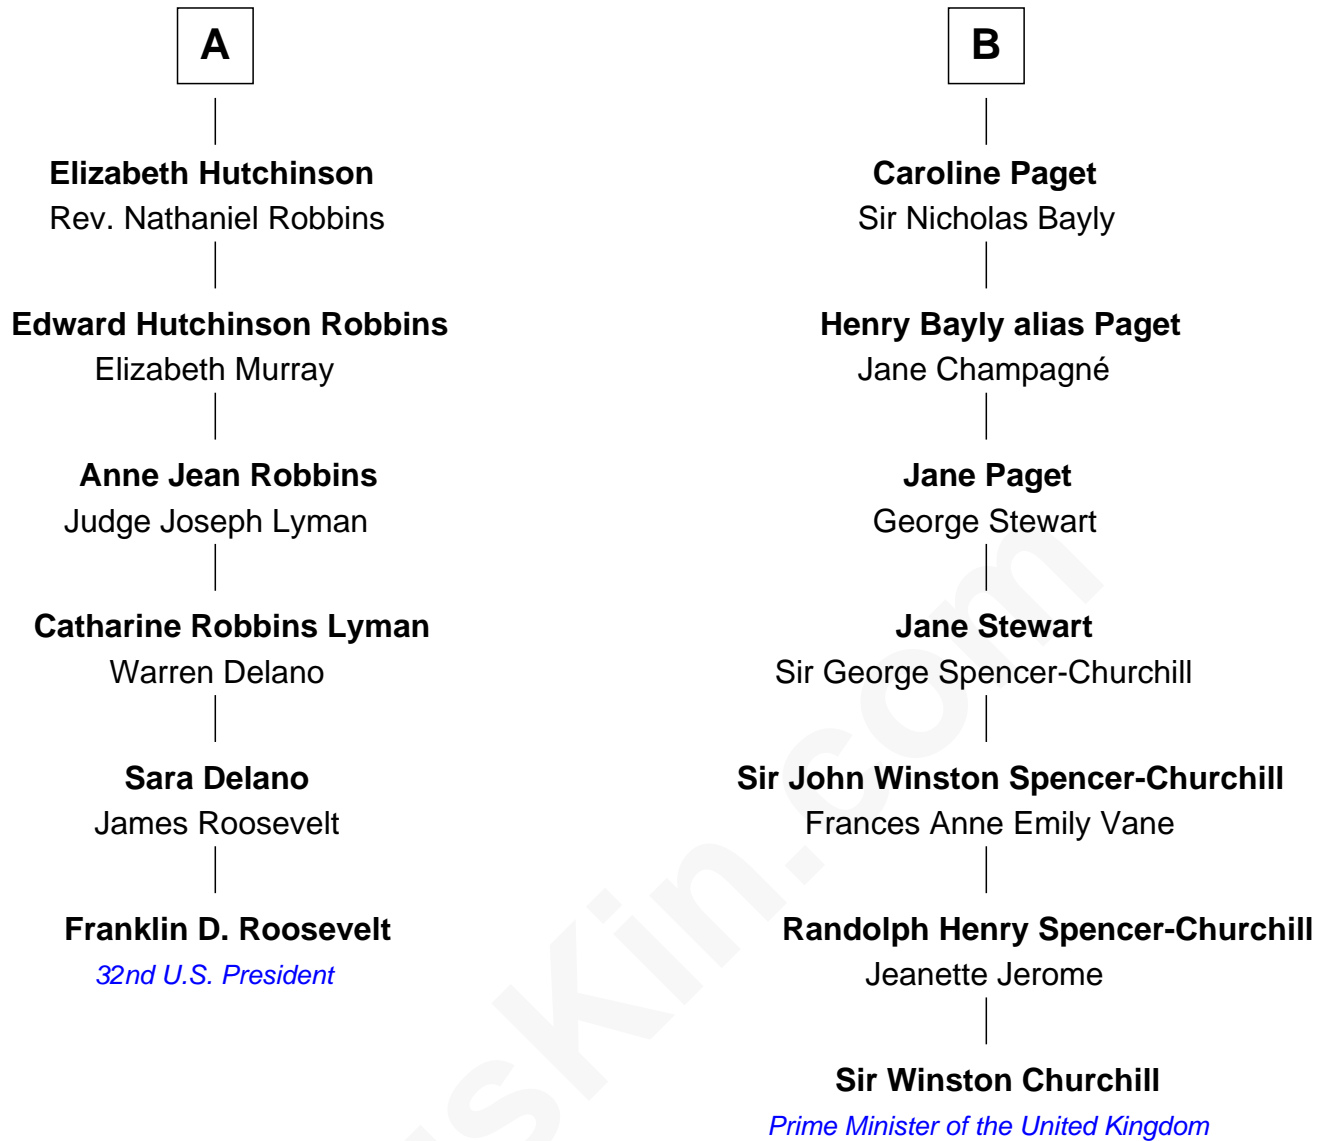 A
Elizabeth Hutchinson
Rev. Nathaniel Robbins
Edward Hutchinson Robbins
Elizabeth Murray
Anne Jean Robbins
Judge Joseph Lyman
Catharine Robbins Lyman
Warren Delano
Sara Delano
James Roosevelt
Franklin D. Roosevelt
32nd U.S. President
B
Caroline Paget
Sir Nicholas Bayly
Henry Bayly alias Paget
Jane Champagné
Jane Paget
George Stewart
Jane Stewart
Sir George Spencer-Churchill
Sir John Winston Spencer-Churchill
Frances Anne Emily Vane
Randolph Henry Spencer-Churchill
Jeanette Jerome
Sir Winston Churchill
Prime Minister of the United Kingdom